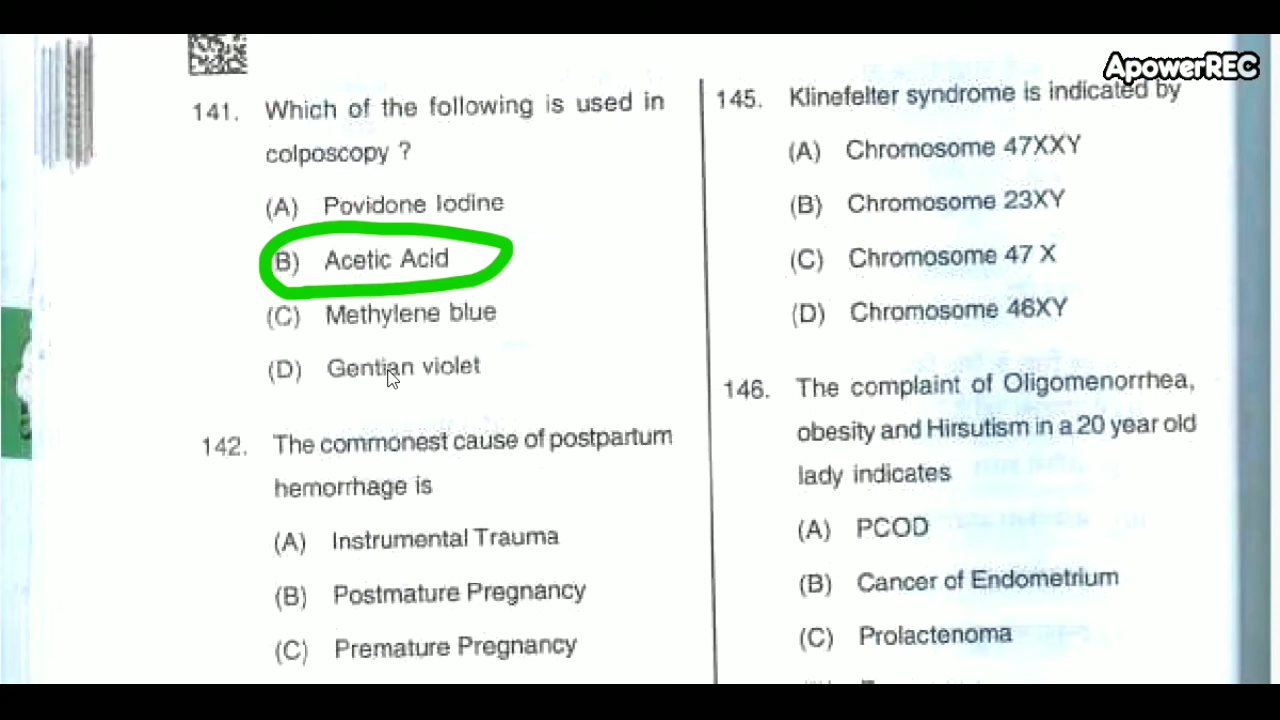 ApowerREC
141. Which of the following is used in
colposcopy ?
(A) Povidone Iodine
(B) Acetic Acid
(C) Methylene blue
(D) Gentian violet
142. The commonest cause of postpartum
hemorrhage is
(A) Instrumental Trauma
(B) Postmature Pregnancy
(C) Premature Pregnancy
145. Klinefelter syndrome is indicated by
(A) Chromosome 47XXY
(B) Chromosome 23XY
(C) Chromosome 47 X
(D) Chromosome 46XY
146. The complaint of Oligomenorrhea,
obesity and Hirsutism in a 20 year old
lady indicates
(A) PCOD
(B) Cancer of Endometrium
(C) Prolactenoma